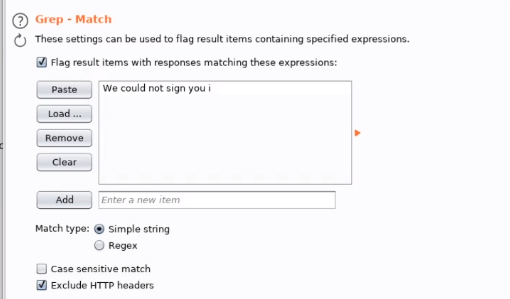 Grep - Match
These settings can be used to flag result items containing specified expressions.
Flag result items with responses matching these expressions:
Paste
We could not sign you i
Load ...
Remove
Clear
Add
Enter a new item
Match type:
Simple string
Regex
Case sensitive match
Exclude HTTP headers